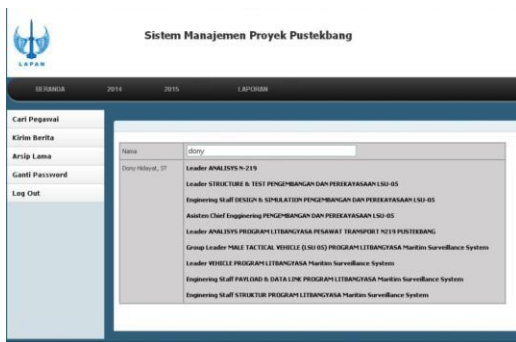 Sistem Manajemen Proyek Pustekbang
LAPAN
BERANDA 2014 2015 LAPORAN
Cari Pegawai
Kirim Berita
Arsip Lama
Ganti Password
Log Out
Nama dony
Dony Hidayat, ST
Leader ANALISYS N-219
Leader STRUCTURE & TEST PENGEMBANGAN DAN PEREKAYASAAN LSU-05
Enginering Staff DESIGN & SIMULATION PENGEMBANGAN DAN PEREKAYASAAN LSU-05
Asisten Chief Engginering PENGEMBANGAN DAN PEREKAYASAAN LSU-05
Leader ANALISYS PROGRAM LITBANGYASA PESAWAT TRANSPORT N219 PUSTEKBANG
Group Leader MALE TACTICAL VEHICLE (LSU 05) PROGRAM LITBANGYASA Maritim Surveillance System
Leader VEHICLE PROGRAM LITBANGYASA Maritim Surveillance System
Enginering Staff PAYLOAD & DATA LINK PROGRAM LITBANGYASA Maritim Surveillance System
Enginering Staff STRUKTUR PROGRAM LITBANGYASA Maritim Surveillance System